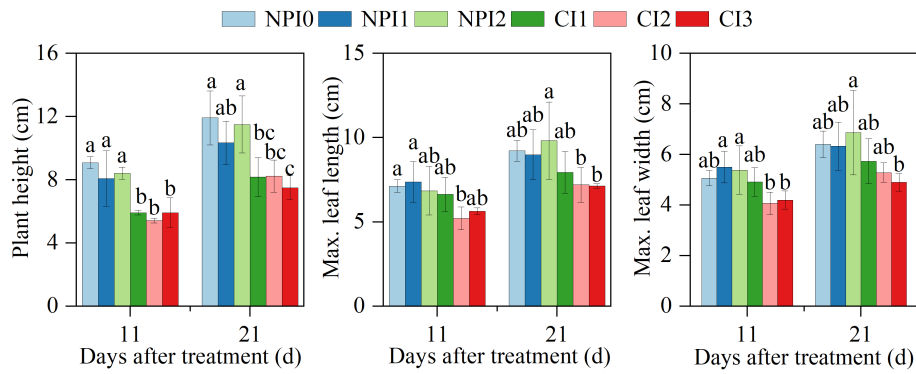 NPI0 NPI1 NPI2 CI1 CI2 CI3
Plant height (cm)
16
12
8
4
0
a a a b b b
a ab a bc bc c
11 21
Days after treatment (d)
Max. leaf length (cm)
15
10
5
0
a a ab ab b ab
ab ab a ab b b
11 21
Days after treatment (d)
Max. leaf width (cm)
10
8
6
4
2
0
ab a a ab b b
ab ab a ab ab b
11 21
Days after treatment (d)